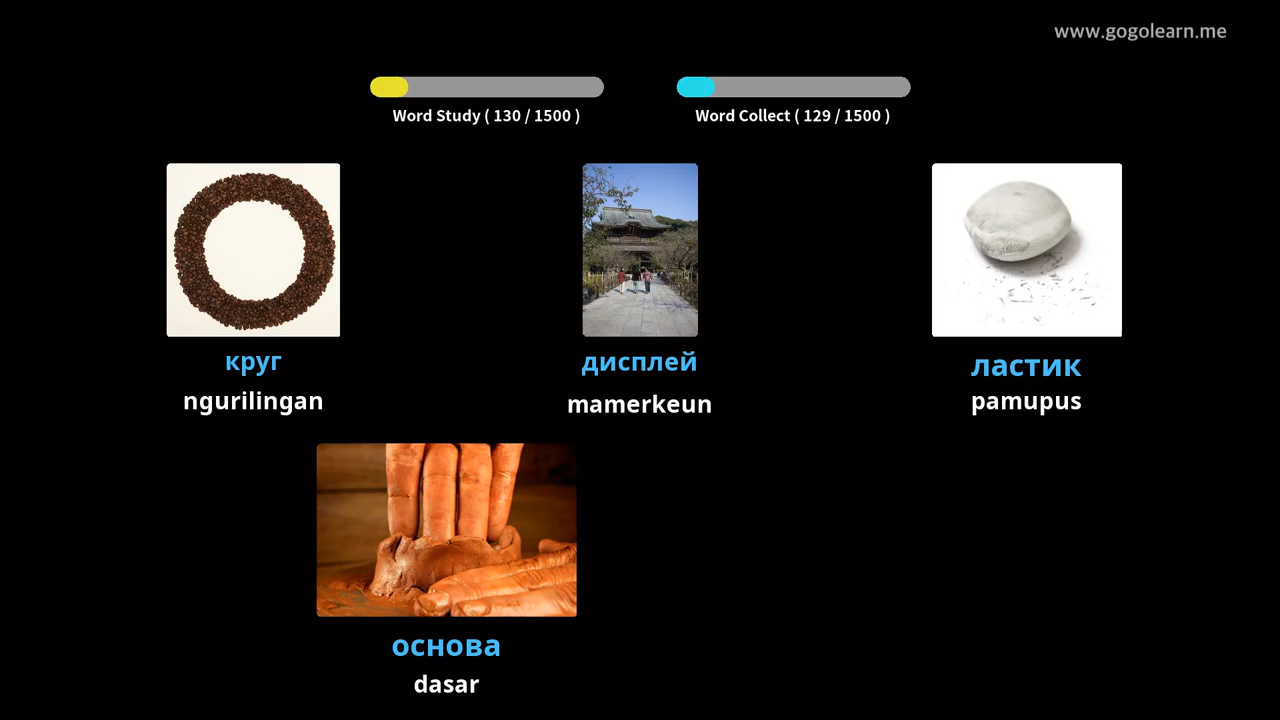 www.gogolearn.me
Word Study ( 130 / 1500 )
Word Collect ( 129 / 1500 )
круг
ngurilingan
дисплей
mamerkeun
ластик
pamupus
основа
dasar